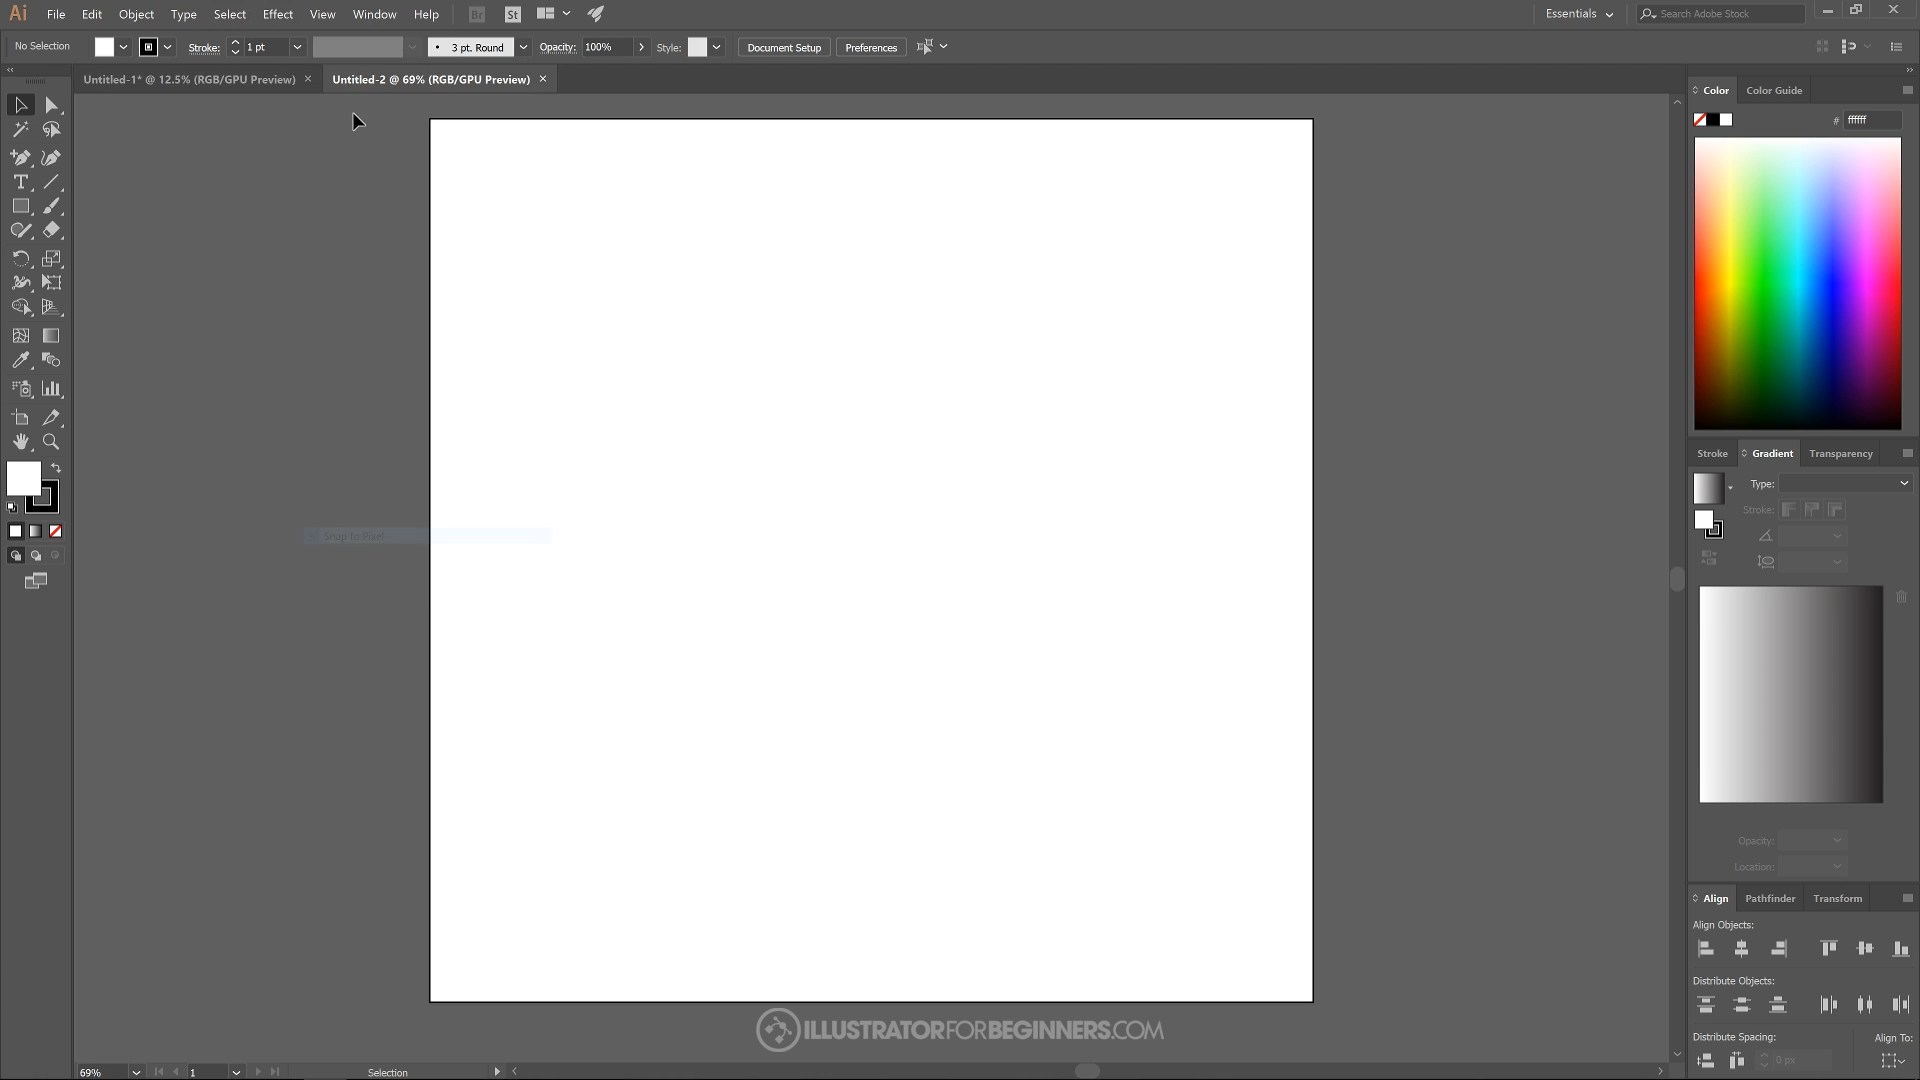 Ai File Edit Object Type Select Effect View Window Help Br St Essentials Search Adobe Stock
No Selection Stroke: 1 pt 3 pt. Round Opacity: 100% Style: Document Setup Preferences
Untitled-1* @ 12.5% (RGB/GPU Preview) × Untitled-2 @ 69% (RGB/GPU Preview) ×
Color Color Guide
# ffffff
Stroke Gradient Transparency
Type:
Stroke:
Snap to Pixel
Opacity:
Location:
Align Pathfinder Transform
Align Objects:
Distribute Objects:
ILLUSTRATORFORBEGINNERS.COM
Distribute Spacing: Align To:
0 px
69% 1 Selection